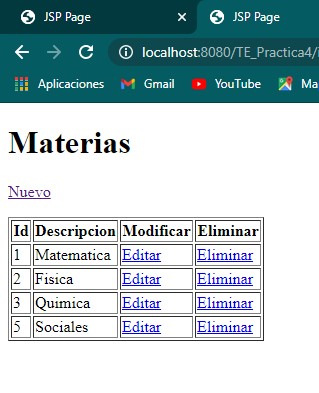 JSP Page JSP Page
localhost:8080/TE_Practica4/
Aplicaciones Gmail YouTube Ma
Materias
Nuevo
Id Descripcion Modificar Eliminar
1 Matematica Editar Eliminar
2 Fisica Editar Eliminar
3 Quimica Editar Eliminar
5 Sociales Editar Eliminar